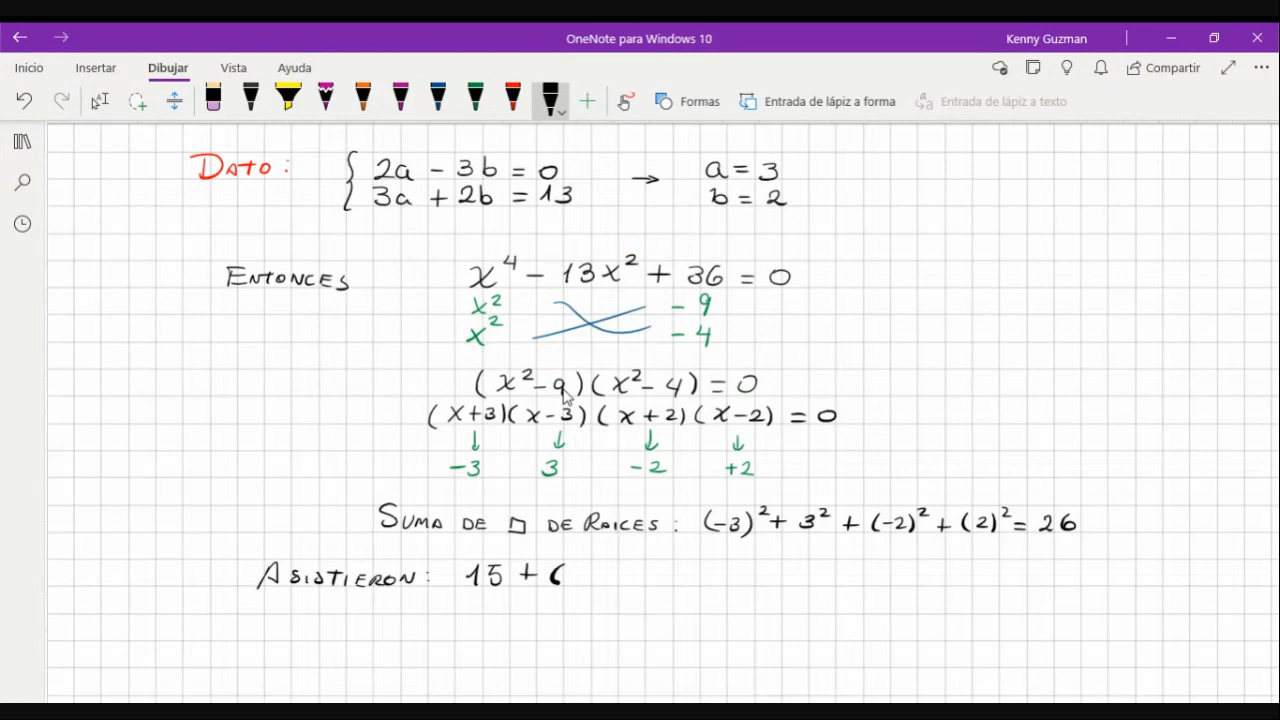 OneNote para Windows 10
Kenny Guzman
Inicio Insertar Dibujar Vista Ayuda
Compartir
Formas Entrada de lápiz a forma Entrada de lápiz a texto
DATO: { 2a - 3b = 0 → a = 3
3a + 2b = 13 b = 2
ENTONCES x⁴ - 13x² + 36 = 0
x² - 9
x² - 4
(x²-9)(x²-4) = 0
(x+3)(x-3)(x+2)(x-2) = 0
↓ ↓ ↓ ↓
-3 3 -2 +2
SUMA DE □ DE RAICES: (-3)² + 3² + (-2)² + (2)² = 26
ASISTIERON: 15 +